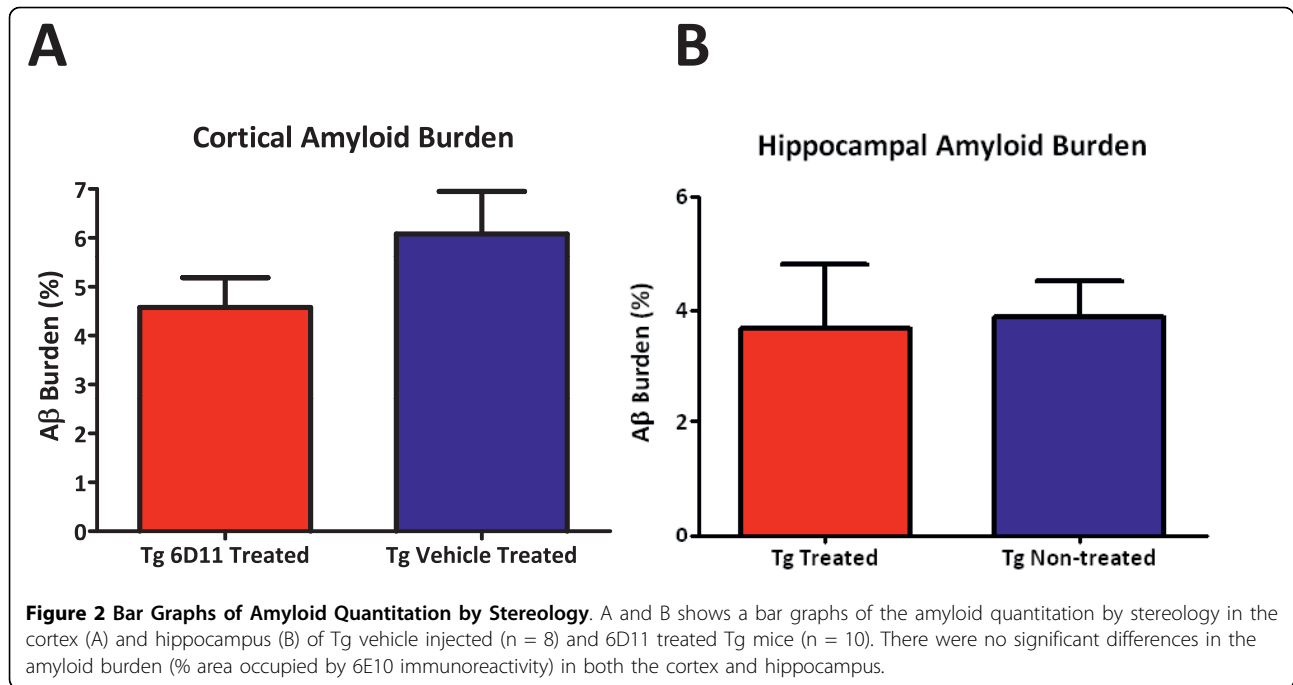 A
B
Cortical Amyloid Burden
Hippocampal Amyloid Burden
7
6
5
4
3
2
1
0
Aβ Burden (%)
Tg 6D11 Treated
Tg Vehicle Treated
6
4
2
0
Aβ Burden (%)
Tg Treated
Tg Non-treated
Figure 2 Bar Graphs of Amyloid Quantitation by Stereology. A and B shows a bar graphs of the amyloid quantitation by stereology in the
cortex (A) and hippocampus (B) of Tg vehicle injected (n = 8) and 6D11 treated Tg mice (n = 10). There were no significant differences in the
amyloid burden (% area occupied by 6E10 immunoreactivity) in both the cortex and hippocampus.